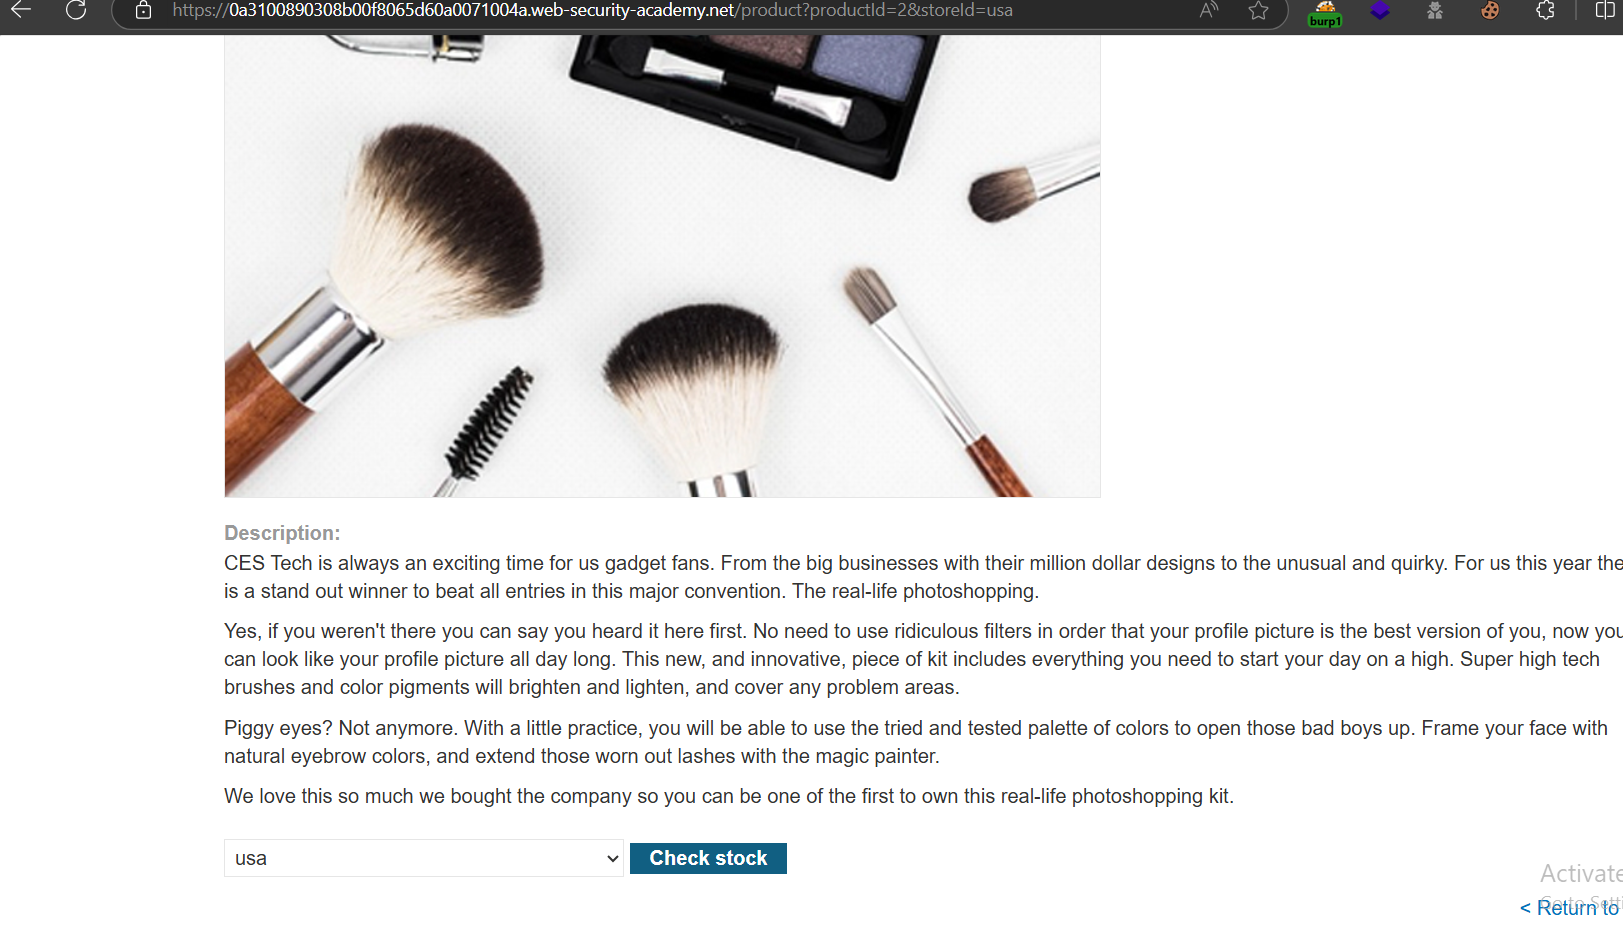 https://0a3100890308b00f8065d60a0071004a.web-security-academy.net/product?productId=2&storeId=usa
burp1
Description:
CES Tech is always an exciting time for us gadget fans. From the big businesses with their million dollar designs to the unusual and quirky. For us this year the
is a stand out winner to beat all entries in this major convention. The real-life photoshopping.
Yes, if you weren't there you can say you heard it here first. No need to use ridiculous filters in order that your profile picture is the best version of you, now you
can look like your profile picture all day long. This new, and innovative, piece of kit includes everything you need to start your day on a high. Super high tech
brushes and color pigments will brighten and lighten, and cover any problem areas.
Piggy eyes? Not anymore. With a little practice, you will be able to use the tried and tested palette of colors to open those bad boys up. Frame your face with
natural eyebrow colors, and extend those worn out lashes with the magic painter.
We love this so much we bought the company so you can be one of the first to own this real-life photoshopping kit.
usa
Check stock
Activate
Go to Setti
< Return to